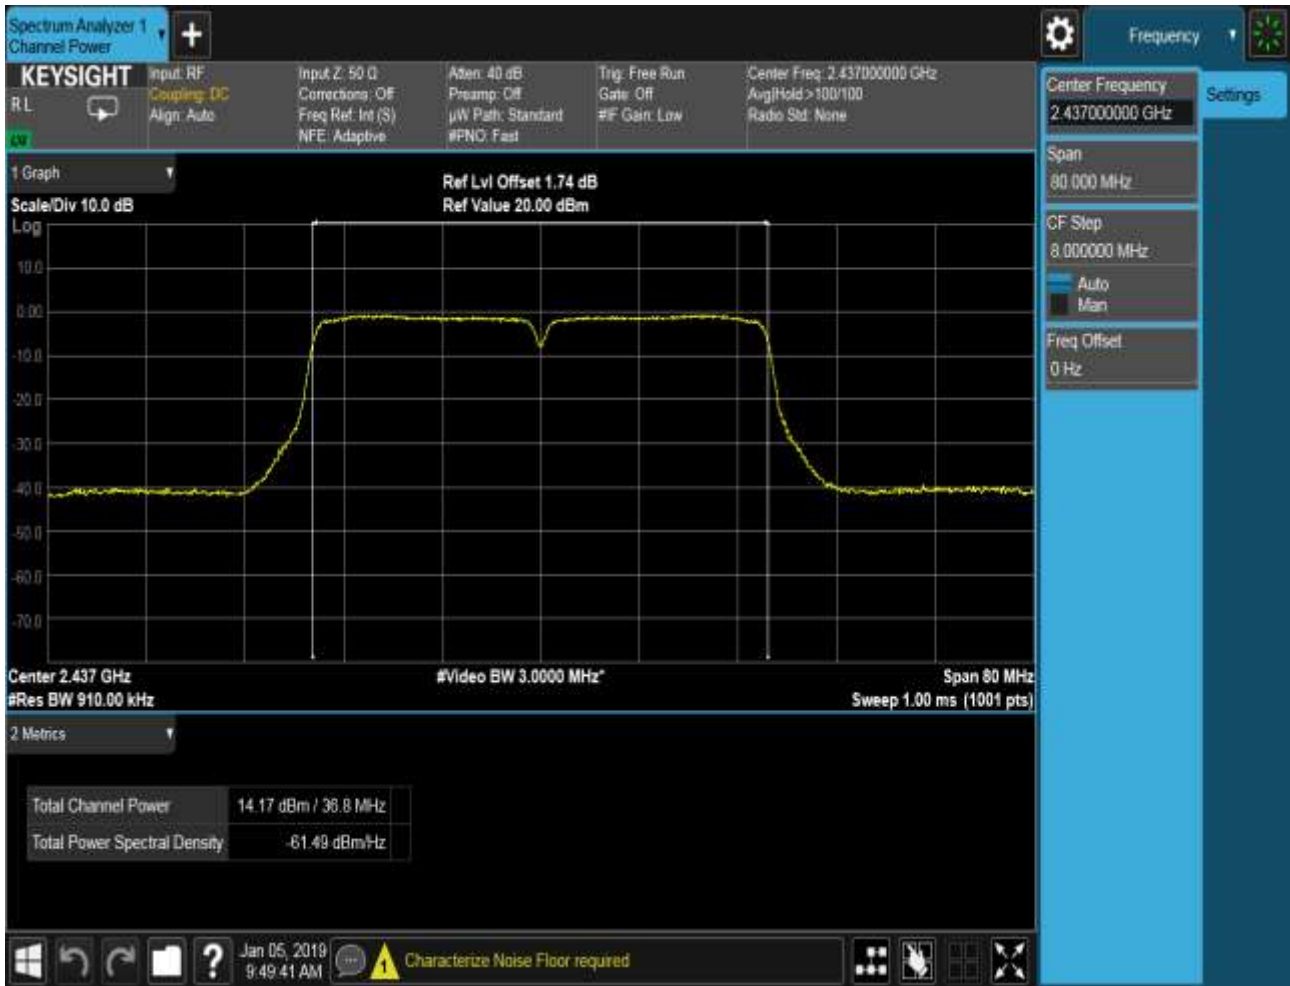 Spectrum Analyzer 1
Channel Power
Frequency
KEYSIGHT
R L
LXI
Input: RF
Coupling: DC
Align: Auto
Input Z: 50 Ω
Corrections: Off
Freq Ref: Int (S)
NFE: Adaptive
Atten: 40 dB
Preamp: Off
µW Path: Standard
#PNO: Fast
Trig: Free Run
Gate: Off
#IF Gain: Low
Center Freq: 2.437000000 GHz
Avg|Hold:>100/100
Radio Std: None
Center Frequency
2.437000000 GHz
Settings
Span
80.000 MHz
CF Step
8.000000 MHz
Auto
Man
Freq Offset
0 Hz
1 Graph
Scale/Div 10.0 dB
Ref Lvl Offset 1.74 dB
Ref Value 20.00 dBm
Log
10.0
0.00
-10.0
-20.0
-30.0
-40.0
-50.0
-60.0
-70.0
Center 2.437 GHz
#Video BW 3.0000 MHz*
Span 80 MHz
#Res BW 910.00 kHz
Sweep 1.00 ms (1001 pts)
2 Metrics
Total Channel Power 14.17 dBm / 36.8 MHz
Total Power Spectral Density -61.49 dBm/Hz
Jan 05, 2019
9:49:41 AM
1
Characterize Noise Floor required